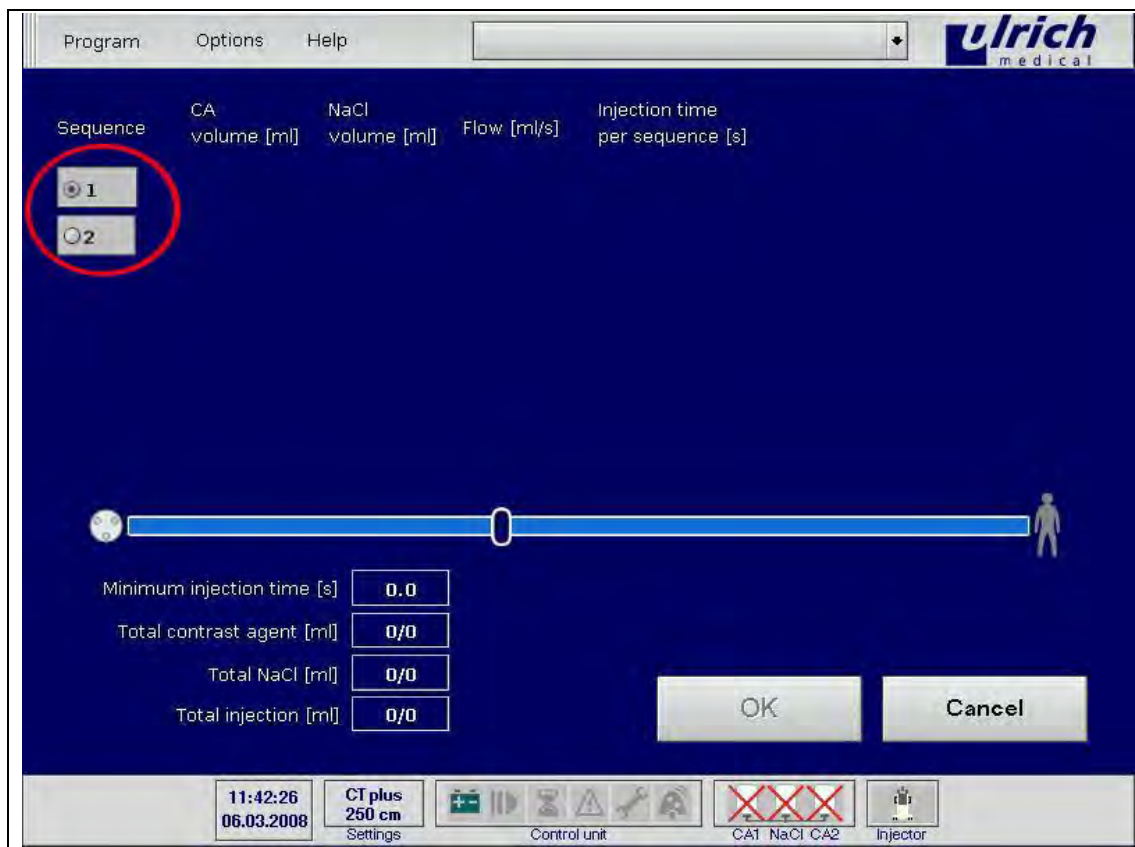 Program Options Help
ulrich
medical
Sequence
CA
volume [ml]
NaCl
volume [ml]
Flow [ml/s]
Injection time
per sequence [s]
1
2
Minimum injection time [s] 0.0
Total contrast agent [ml] 0/0
Total NaCl [ml] 0/0
Total injection [ml] 0/0
OK Cancel
11:42:26
06.03.2008
CT plus
250 cm
Settings
Control unit
CA1 NaCl CA2
Injector